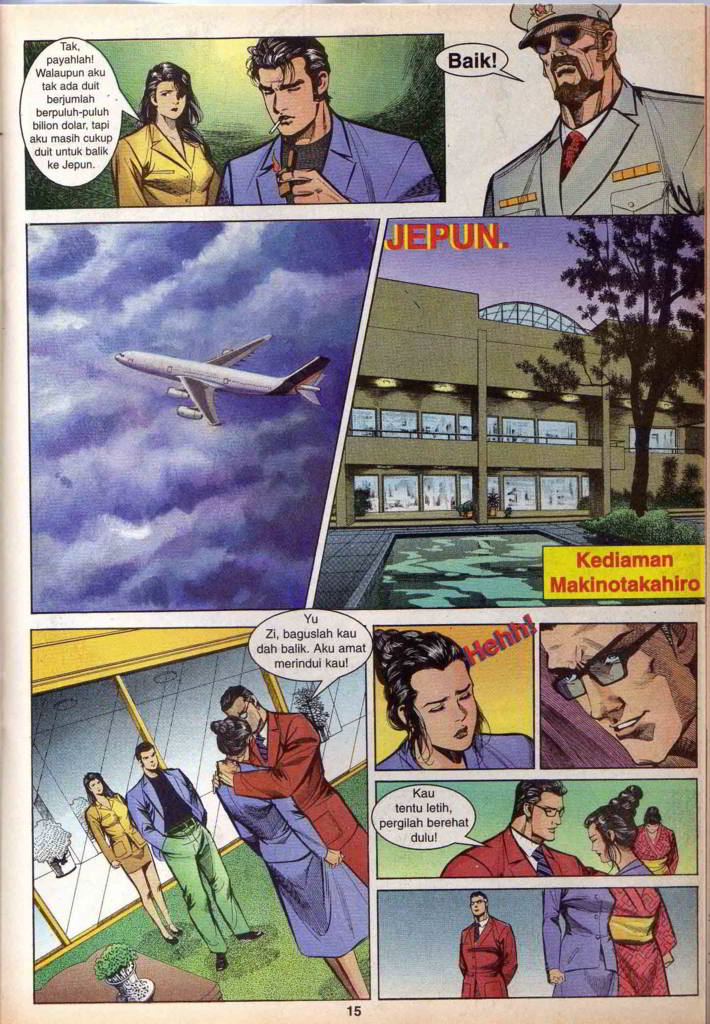 Tak,
payahlah!
Walaupun aku
tak ada duit
berjumlah
berpuluh-puluh
bilion dolar, tapi
aku masih cukup
duit untuk balik
ke Jepun.
Baik!
JEPUN.
Kediaman
Makinotakahiro
Yu
Zi, baguslah kau
dah balik. Aku amat
merindui kau!
Hehh!
Kau
tentu letih,
pergilah berehat
dulu!
15